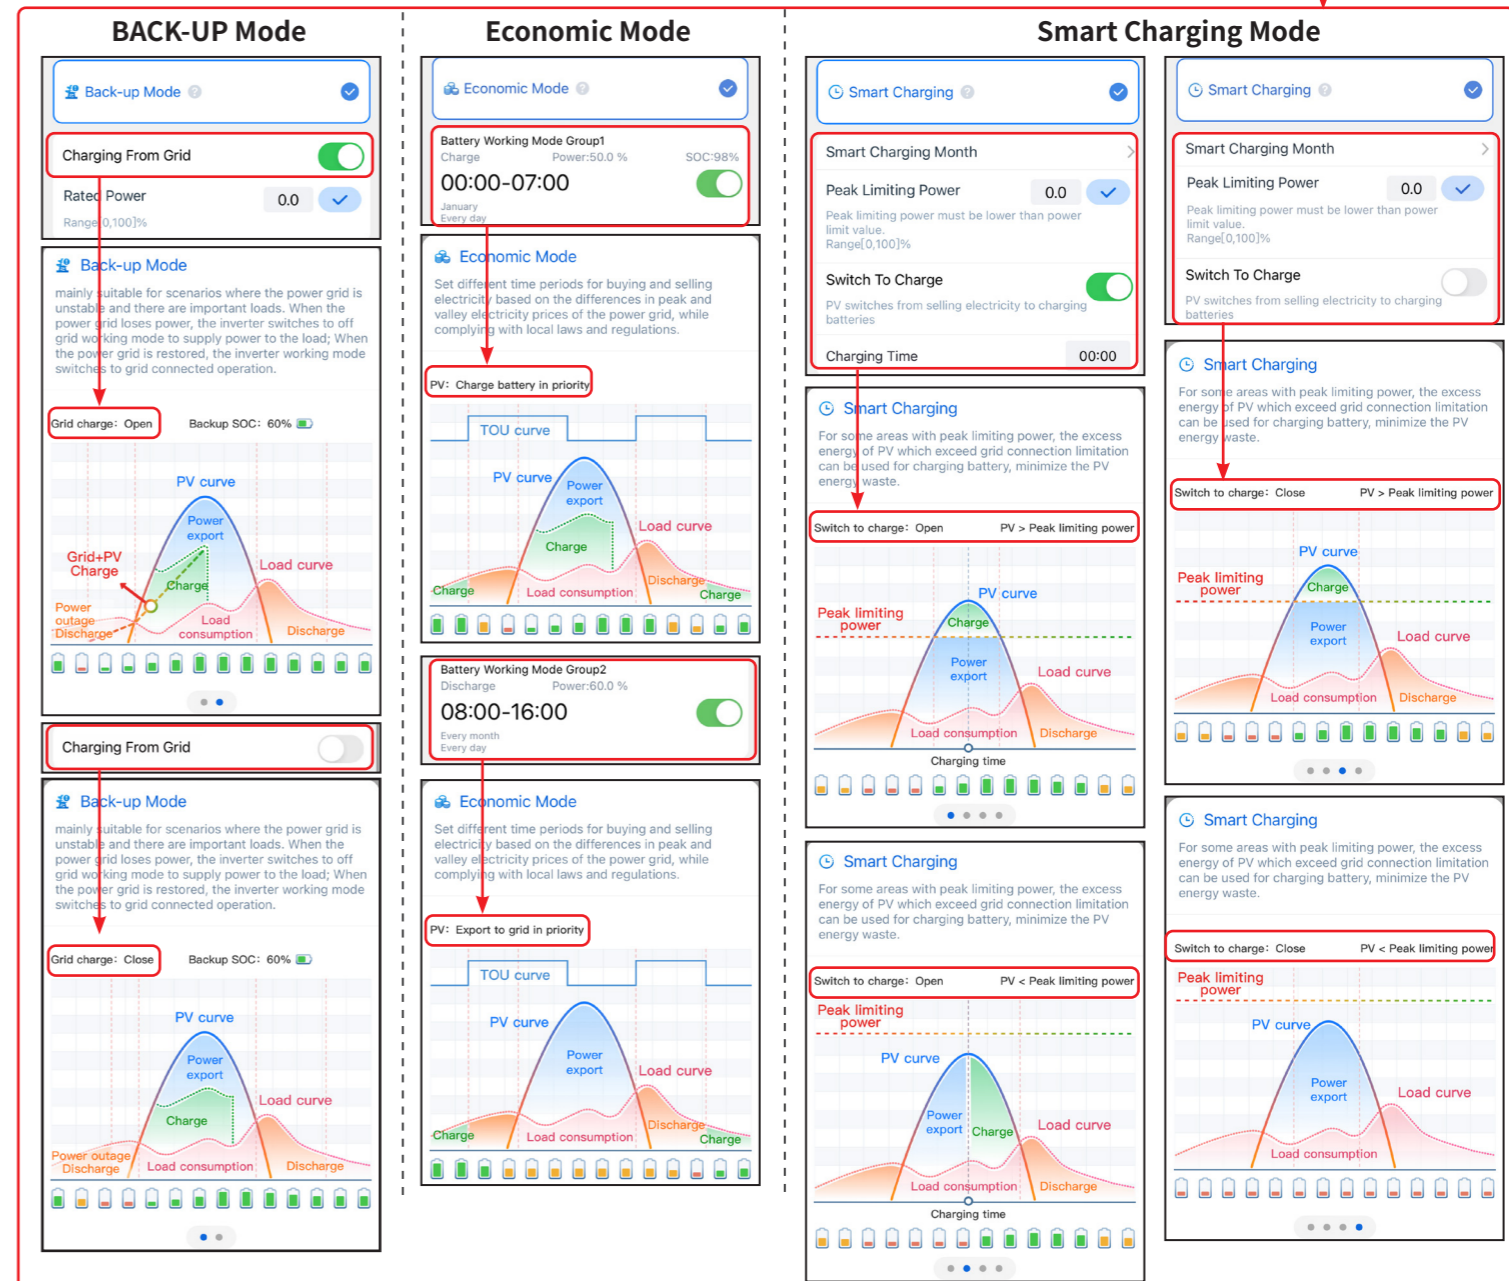 BACK-UP Mode
Back-up Mode
Charging From Grid
Rated Power
0.0
Range[0,100]%
Back-up Mode
mainly suitable for scenarios where the power grid is
unstable and there are important loads. When the
power grid loses power, the inverter switches to off
grid working mode to supply power to the load; When
the power grid is restored, the inverter working mode
switches to grid connected operation.
Grid charge: Open
Backup SOC: 60%
PV curve
Power
export
Grid+PV
Charge
Load curve
Charge
Power
outage
Discharge
Load
consumption
Discharge
Charging From Grid
Back-up Mode
mainly suitable for scenarios where the power grid is
unstable and there are important loads. When the
power grid loses power, the inverter switches to off
grid working mode to supply power to the load; When
the power grid is restored, the inverter working mode
switches to grid connected operation.
Grid charge: Close
Backup SOC: 60%
PV curve
Power
export
Load curve
Charge
Power outage
Discharge
Load consumption
Discharge
Economic Mode
Economic Mode
Battery Working Mode Group1
Charge
Power:50.0 %
SOC:98%
00:00-07:00
January
Every day
Economic Mode
Set different time periods for buying and selling
electricity based on the differences in peak and
valley electricity prices of the power grid, while
complying with local laws and regulations.
PV: Charge battery in priority
TOU curve
PV curve
Power
export
Load curve
Charge
Discharge
Charge
Load consumption
Charge
Battery Working Mode Group2
Discharge
Power:60.0 %
08:00-16:00
Every month
Every day
Economic Mode
Set different time periods for buying and selling
electricity based on the differences in peak and
valley electricity prices of the power grid, while
complying with local laws and regulations.
PV: Export to grid in priority
TOU curve
PV curve
Power
export
Load curve
Charge
Load consumption
Discharge
Charge
Smart Charging Mode
Smart Charging
Smart Charging Month
Peak Limiting Power
0.0
Peak limiting power must be lower than power
limit value.
Range[0,100]%
Switch To Charge
PV switches from selling electricity to charging
batteries
Charging Time
00:00
Smart Charging
For some areas with peak limiting power, the excess
energy of PV which exceed grid connection limitation
can be used for charging battery, minimize the PV
energy waste.
Switch to charge: Open
PV > Peak limiting power
PV curve
Peak limiting
power
Charge
Power
export
Load curve
Load consumption
Discharge
Charging time
Smart Charging
For some areas with peak limiting power, the excess
energy of PV which exceed grid connection limitation
can be used for charging battery, minimize the PV
energy waste.
Switch to charge: Open
PV < Peak limiting power
Peak limiting
power
PV curve
Power
export
Charge
Load curve
Load consumption
Discharge
Charging time
Smart Charging
Smart Charging Month
Peak Limiting Power
0.0
Peak limiting power must be lower than power
limit value.
Range[0,100]%
Switch To Charge
PV switches from selling electricity to charging
batteries
Smart Charging
For some areas with peak limiting power, the excess
energy of PV which exceed grid connection limitation
can be used for charging battery, minimize the PV
energy waste.
Switch to charge: Close
PV > Peak limiting power
PV curve
Peak limiting
power
Charge
Power
export
Load curve
Load consumption
Discharge
Smart Charging
For some areas with peak limiting power, the excess
energy of PV which exceed grid connection limitation
can be used for charging battery, minimize the PV
energy waste.
Switch to charge: Close
PV < Peak limiting power
Peak limiting
power
PV curve
Power
export
Load curve
Load consumption